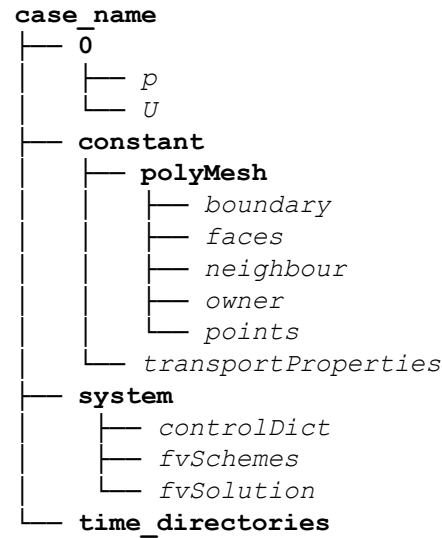 case_name
├── 0
│   ├── p
│   └── U
├── constant
│   ├── polyMesh
│   │   ├── boundary
│   │   ├── faces
│   │   ├── neighbour
│   │   ├── owner
│   │   └── points
│   └── transportProperties
├── system
│   ├── controlDict
│   ├── fvSchemes
│   └── fvSolution
└── time_directories